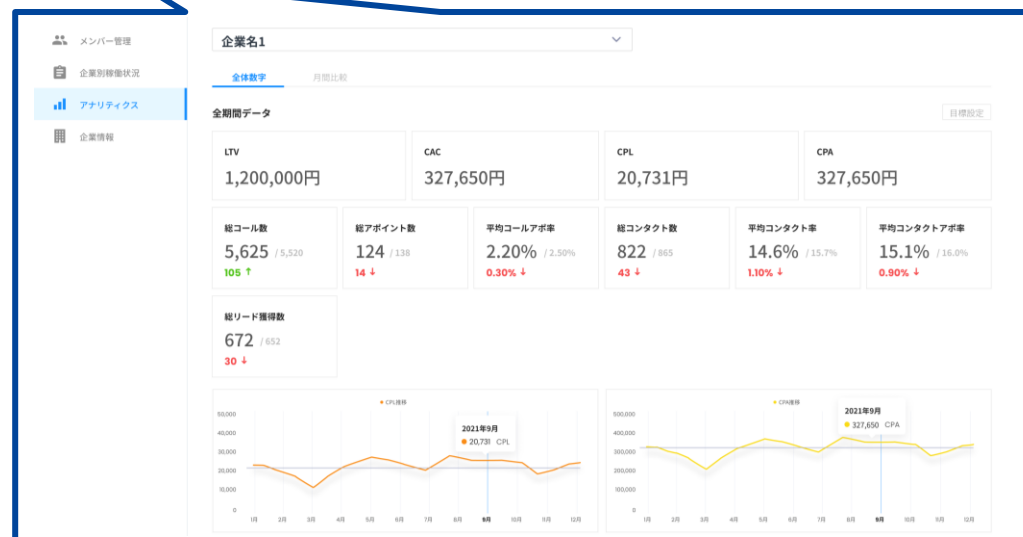 メンバー管理
企業別稼働状況
アナリティクス
企業情報
企業名1
全体数字 月間比較
全期間データ 目標設定
LTV CAC CPL CPA
1,200,000円 327,650円 20,731円 327,650円
総コール数 総アポイント数 平均コールアポ率 総コンタクト数 平均コンタクト率 平均コンタクトアポ率
5,625 /5,520 124 /138 2.20% /2.50% 822 /865 14.6% /15.7% 15.1% /16.0%
105 ↑ 14 ↓ 0.30% ↓ 43 ↓ 1.10% ↓ 0.90% ↓
総リード獲得数
672 /652
30 ↓
CPL推移
50,000
40,000
30,000
20,000
10,000
0
2021年9月
20,731 CPL
1月 2月 3月 4月 5月 6月 7月 8月 9月 10月 11月 12月
CPA推移
500,000
400,000
300,000
200,000
100,000
0
2021年9月
327,650 CPA
1月 2月 3月 4月 5月 6月 7月 8月 9月 10月 11月 12月